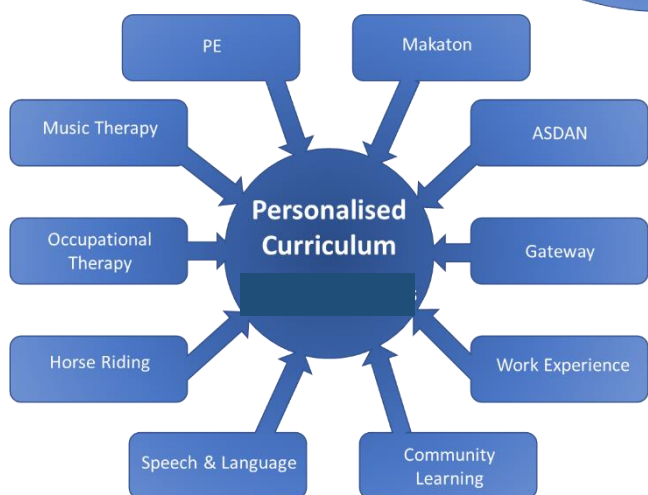 PE
Makaton
Music Therapy
ASDAN
Personalised
Curriculum
Occupational
Therapy
Gateway
Horse Riding
Work Experience
Speech & Language
Community
Learning